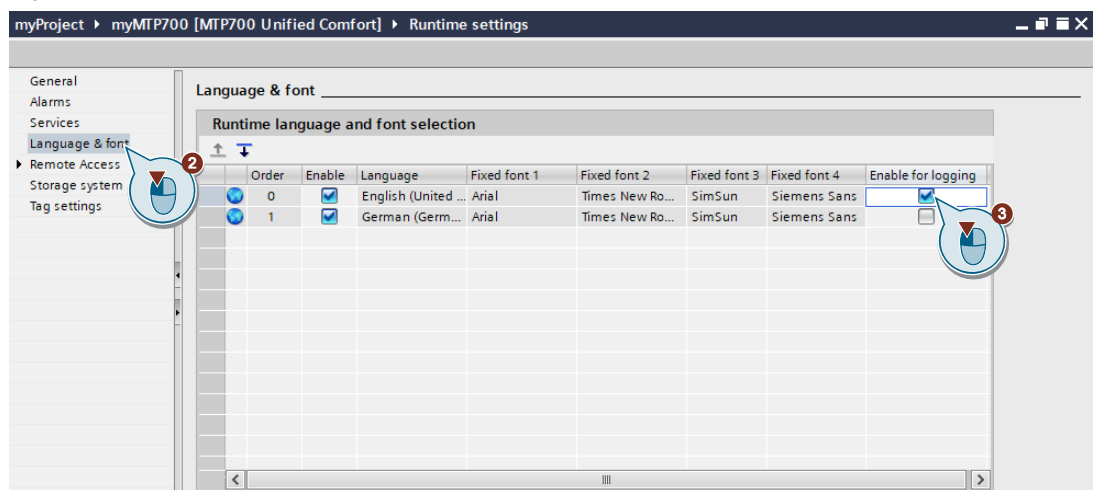 myProject ▸ myMTP700 [MTP700 Unified Comfort] ▸ Runtime settings
General
Alarms
Services
Language & font
Remote Access
Storage system
Tag settings
2
Language & font
Runtime language and font selection
Order Enable Language Fixed font 1 Fixed font 2 Fixed font 3 Fixed font 4 Enable for logging
0 English (United ... Arial Times New Ro... SimSun Siemens Sans
1 German (Germ... Arial Times New Ro... SimSun Siemens Sans
3